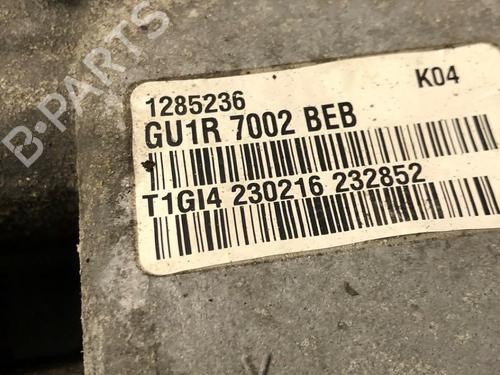 B-PARTS
K04
1285236
GU1R 7002 BEB
T1GI4 230216 232852